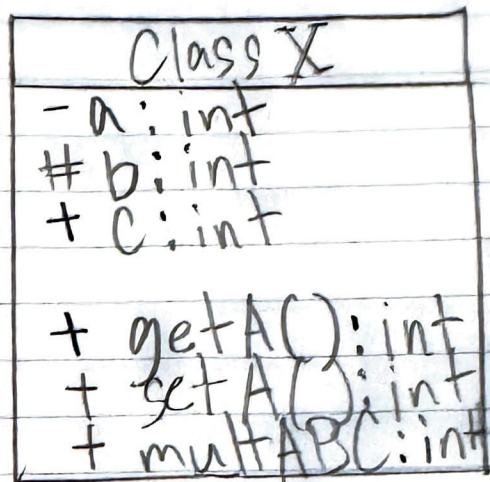 Class X
- a : int
# b : int
+ c : int
+ getA() : int
+ setA() : int
+ multABC : int